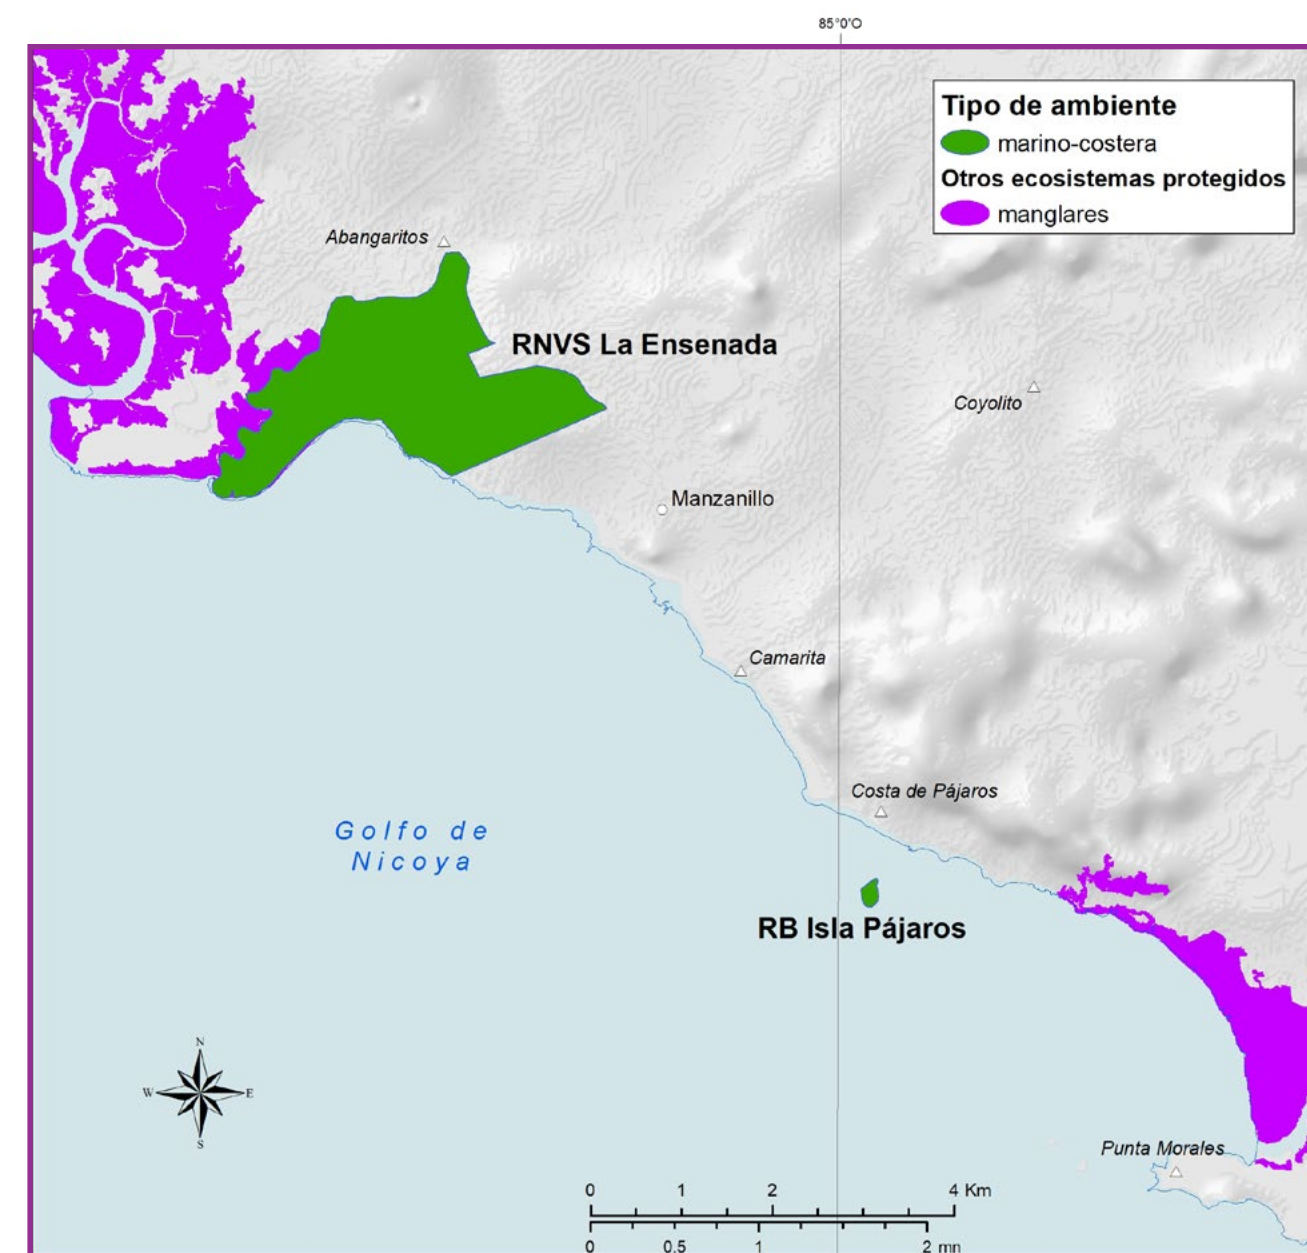 85°0'O
Tipo de ambiente
marino-costera
Otros ecosistemas protegidos
manglares
Abangaritos
RNVS La Ensenada
Coyolito
Manzanillo
Camarita
Costa de Pájaros
Golfo de
Nicoya
RB Isla Pájaros
N
W E
S
Punta Morales
0 1 2 4 Km
0 0.5 1 2 mn